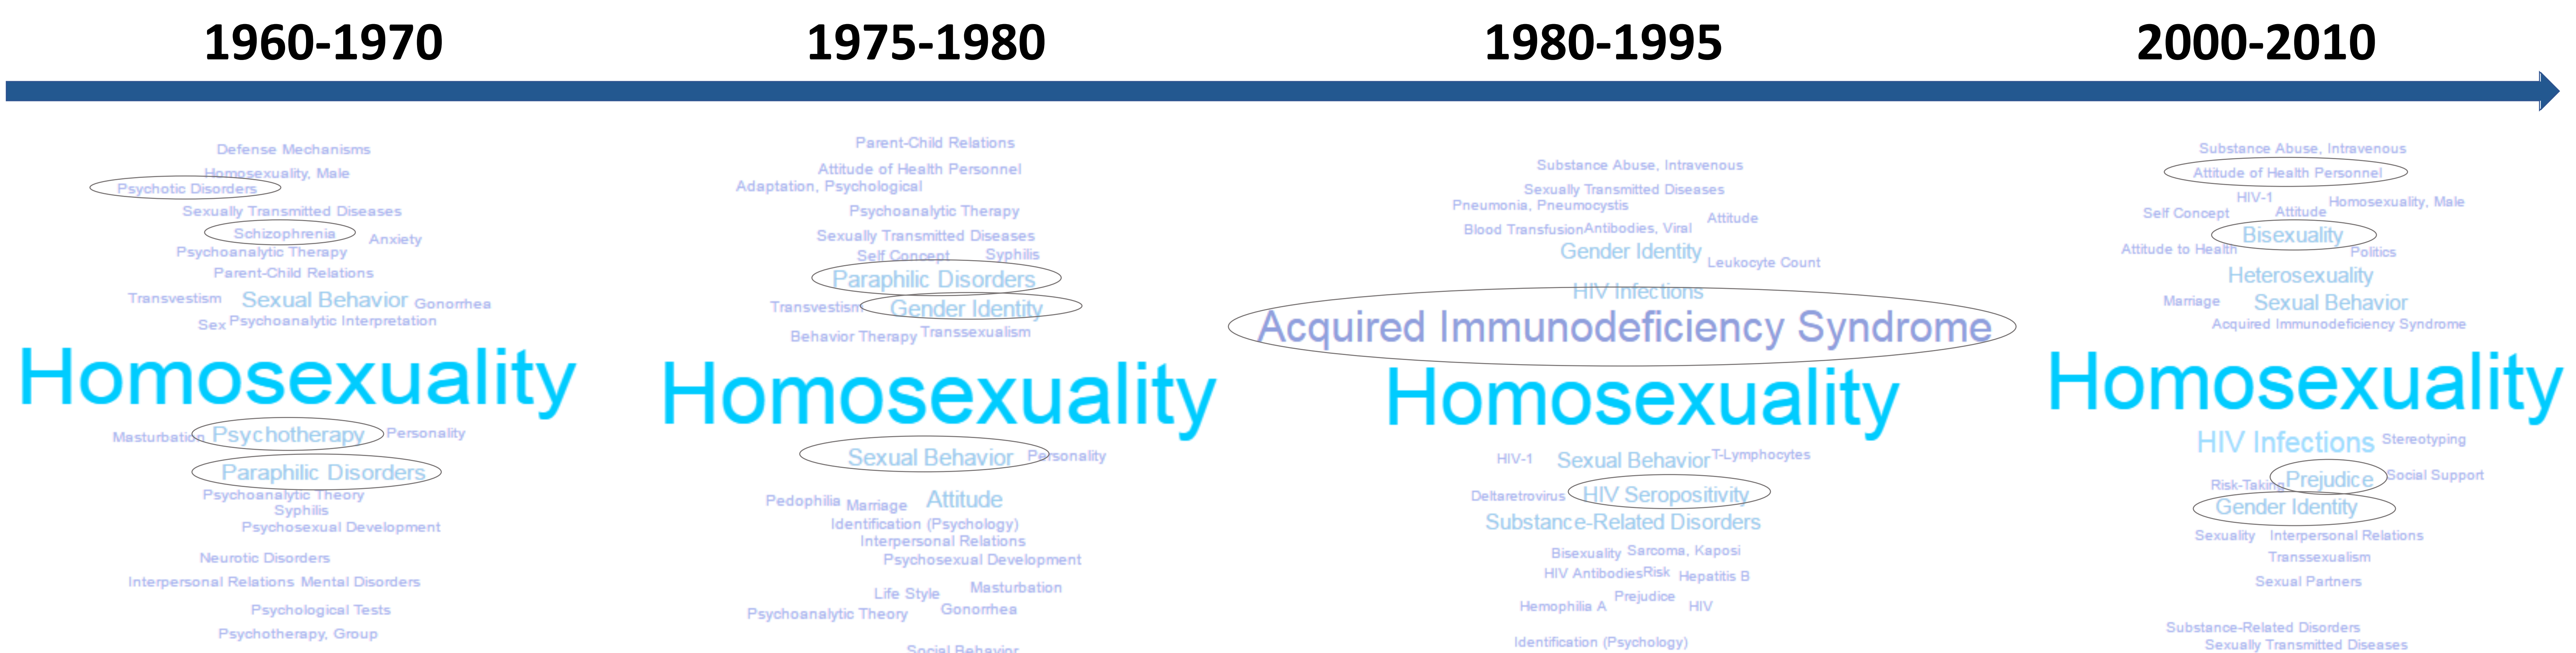 1960-1970
Defense Mechanisms
Homosexuality, Male
Psychotic Disorders
Sexually Transmitted Diseases
Schizophrenia
Anxiety
Psychoanalytic Therapy
Parent-Child Relations
Transvestism
Sexual Behavior
Gonorrhea
Sex
Psychoanalytic Interpretation
Homosexuality
Masturbation
Psychotherapy
Personality
Paraphilic Disorders
Psychoanalytic Theory
Syphilis
Psychosexual Development
Neurotic Disorders
Interpersonal Relations
Mental Disorders
Psychological Tests
Psychotherapy, Group
1975-1980
Parent-Child Relations
Attitude of Health Personnel
Adaptation, Psychological
Psychoanalytic Therapy
Sexually Transmitted Diseases
Self Concept
Syphilis
Paraphilic Disorders
Transvestism
Gender Identity
Behavior Therapy
Transsexualism
Homosexuality
Sexual Behavior
Personality
Pedophilia
Marriage
Attitude
Identification (Psychology)
Interpersonal Relations
Psychosexual Development
Life Style
Masturbation
Psychoanalytic Theory
Gonorrhea
Social Behavior
1980-1995
Substance Abuse, Intravenous
Sexually Transmitted Diseases
Pneumonia, Pneumocystis
Attitude
Blood Transfusion
Antibodies, Viral
Gender Identity
Leukocyte Count
HIV Infections
Acquired Immunodeficiency Syndrome
Homosexuality
HIV-1
Sexual Behavior
T-Lymphocytes
Deltaretrovirus
HIV Seropositivity
Substance-Related Disorders
Bisexuality
Sarcoma, Kaposi
HIV Antibodies
Risk
Hepatitis B
Hemophilia A
Prejudice
HIV
Identification (Psychology)
2000-2010
Substance Abuse, Intravenous
Attitude of Health Personnel
HIV-1
Homosexuality, Male
Self Concept
Attitude
Bisexuality
Attitude to Health
Politics
Heterosexuality
Marriage
Sexual Behavior
Acquired Immunodeficiency Syndrome
Homosexuality
HIV Infections
Stereotyping
Risk-Taking
Prejudice
Social Support
Gender Identity
Sexuality
Interpersonal Relations
Transsexualism
Sexual Partners
Substance-Related Disorders
Sexually Transmitted Diseases